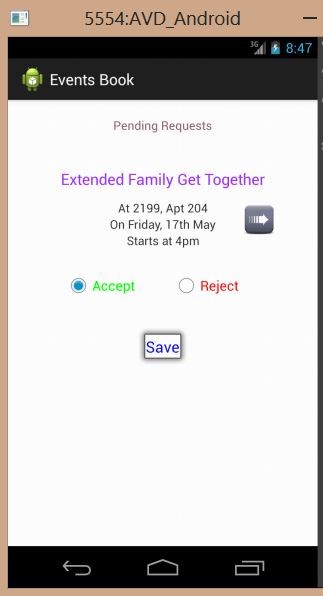 5554:AVD_Android
3G 8:47
Events Book
Pending Requests
Extended Family Get Together
At 2199, Apt 204
On Friday, 17th May
Starts at 4pm
Accept Reject
Save